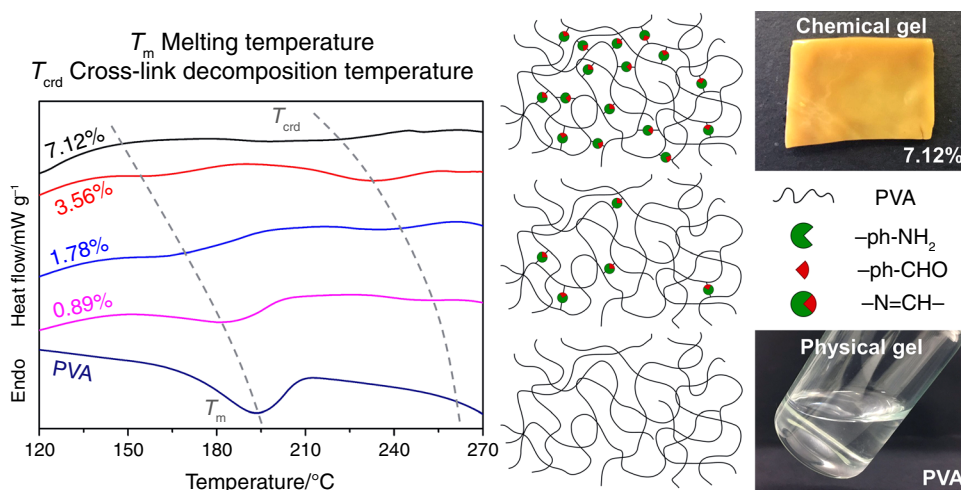 T_m Melting temperature
T_crd Cross-link decomposition temperature
Heat flow/mW g⁻¹
Endo
7.12%
3.56%
1.78%
0.89%
PVA
T_crd
T_m
120 150 180 210 240 270
Temperature/°C
Chemical gel
7.12%
PVA
–ph-NH₂
–ph-CHO
–N=CH–
Physical gel
PVA